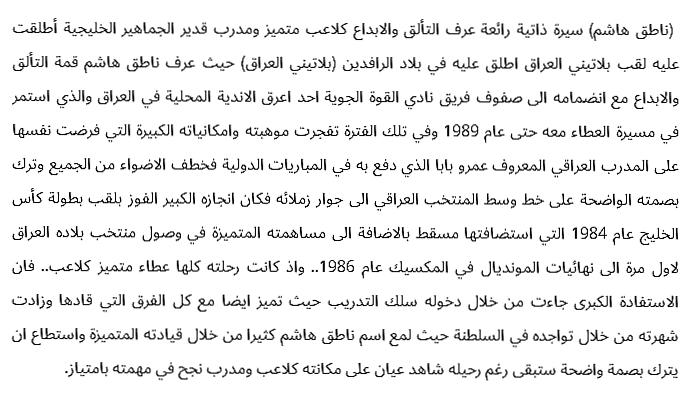 (ناطق هاشم) سيرة ذاتية رائعة عرف التألق والابداع كلاعب متميز ومدرب قدير الجماهير الخليجية أطلقت
عليه لقب بلاتيني العراق اطلق عليه في بلاد الرافدين (بلاتيني العراق) حيث عرف ناطق هاشم قمة التألق
والابداع مع انضمامه الى صفوف فريق نادي القوة الجوية احد اعرق الاندية المحلية في العراق والذي استمر
في مسيرة العطاء معه حتى عام 1989 وفي تلك الفترة تفجرت موهبته وامكانياته الكبيرة التي فرضت نفسها
على المدرب العراقي المعروف عمرو بابا الذي دفع به في المباريات الدولية فخطف الاضواء من الجميع وترك
بصمته الواضحة على خط وسط المنتخب العراقي الى جوار زملائه فكان انجازه الكبير الفوز بلقب بطولة كأس
الخليج عام 1984 التي استضافتها مسقط بالاضافة الى مساهمته المتميزة في وصول منتخب بلاده العراق
لاول مرة الى نهائيات المونديال في المكسيك عام 1986.. واذ كانت رحلته كلها عطاء متميز كلاعب.. فان
الاستفادة الكبرى جاءت من خلال دخوله سلك التدريب حيث تميز ايضا مع كل الفرق التي قادها وزادت
شهرته من خلال تواجده في السلطنة حيث لمع اسم ناطق هاشم كثيرا من خلال قيادته المتميزة واستطاع ان
يترك بصمة واضحة ستبقى رغم رحيله شاهد عيان على مكانته كلاعب ومدرب نجح في مهمته بامتياز.